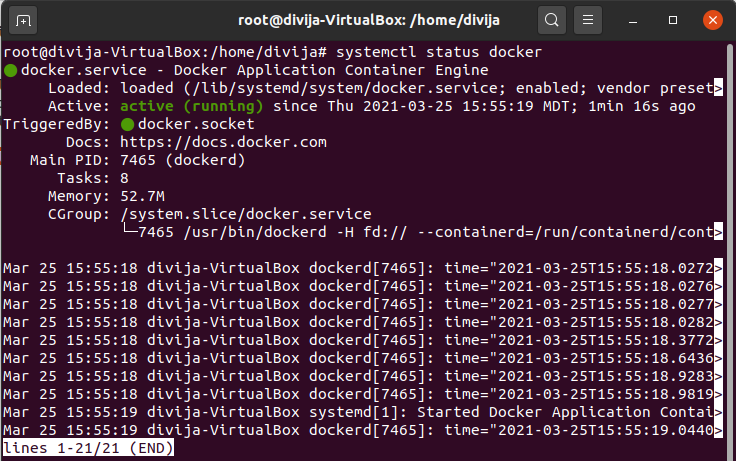 root@divija-VirtualBox: /home/divija
root@divija-VirtualBox:/home/divija# systemctl status docker
● docker.service - Docker Application Container Engine
     Loaded: loaded (/lib/systemd/system/docker.service; enabled; vendor preset>
     Active: active (running) since Thu 2021-03-25 15:55:19 MDT; 1min 16s ago
TriggeredBy: ● docker.socket
       Docs: https://docs.docker.com
   Main PID: 7465 (dockerd)
      Tasks: 8
     Memory: 52.7M
     CGroup: /system.slice/docker.service
             └─7465 /usr/bin/dockerd -H fd:// --containerd=/run/containerd/cont>
Mar 25 15:55:18 divija-VirtualBox dockerd[7465]: time="2021-03-25T15:55:18.0272>
Mar 25 15:55:18 divija-VirtualBox dockerd[7465]: time="2021-03-25T15:55:18.0276>
Mar 25 15:55:18 divija-VirtualBox dockerd[7465]: time="2021-03-25T15:55:18.0277>
Mar 25 15:55:18 divija-VirtualBox dockerd[7465]: time="2021-03-25T15:55:18.0282>
Mar 25 15:55:18 divija-VirtualBox dockerd[7465]: time="2021-03-25T15:55:18.3772>
Mar 25 15:55:18 divija-VirtualBox dockerd[7465]: time="2021-03-25T15:55:18.6436>
Mar 25 15:55:18 divija-VirtualBox dockerd[7465]: time="2021-03-25T15:55:18.9283>
Mar 25 15:55:18 divija-VirtualBox dockerd[7465]: time="2021-03-25T15:55:18.9819>
Mar 25 15:55:19 divija-VirtualBox systemd[1]: Started Docker Application Contai>
Mar 25 15:55:19 divija-VirtualBox dockerd[7465]: time="2021-03-25T15:55:19.0440>
lines 1-21/21 (END)